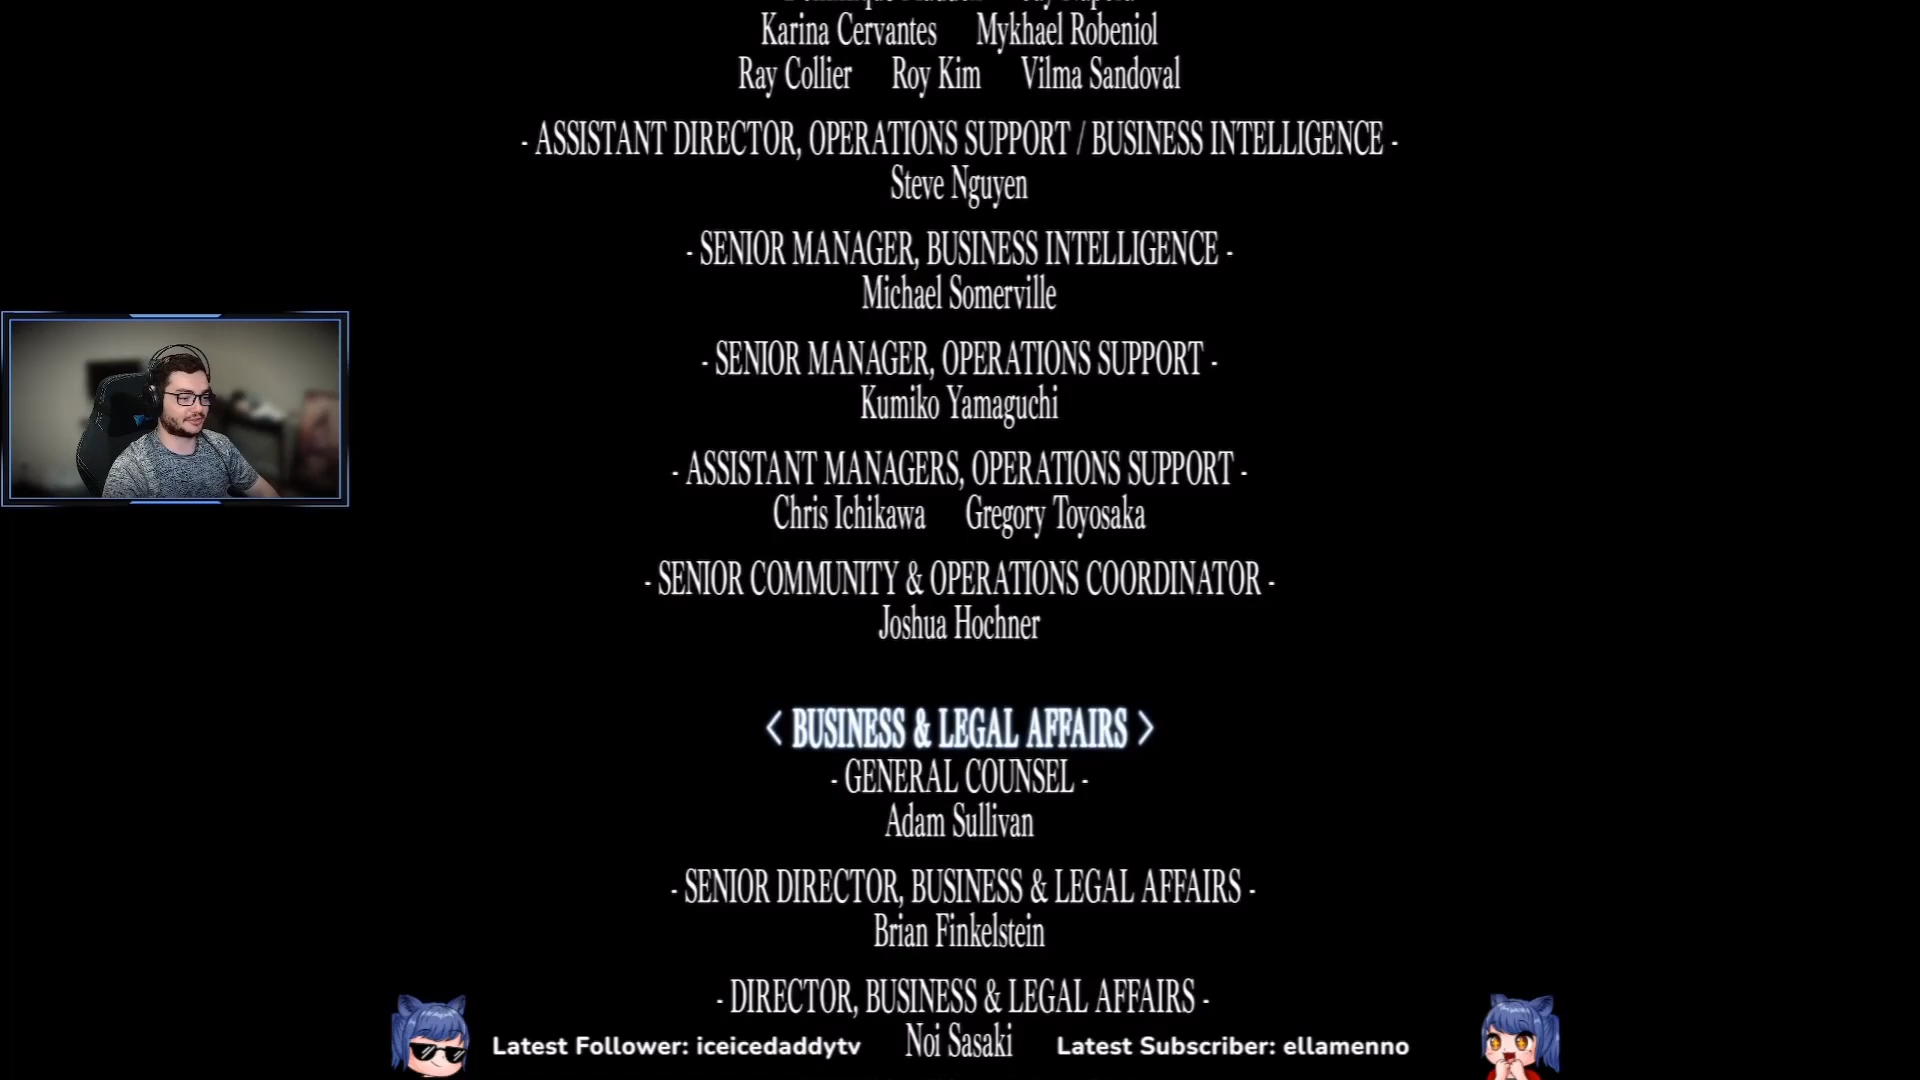 Karina Cervantes Mykhael Robeniol
Ray Collier Roy Kim Vilma Sandoval
- ASSISTANT DIRECTOR, OPERATIONS SUPPORT / BUSINESS INTELLIGENCE -
Steve Nguyen
- SENIOR MANAGER, BUSINESS INTELLIGENCE -
Michael Somerville
- SENIOR MANAGER, OPERATIONS SUPPORT -
Kumiko Yamaguchi
- ASSISTANT MANAGERS, OPERATIONS SUPPORT -
Chris Ichikawa Gregory Toyosaka
- SENIOR COMMUNITY & OPERATIONS COORDINATOR -
Joshua Hochner
< BUSINESS & LEGAL AFFAIRS >
- GENERAL COUNSEL -
Adam Sullivan
- SENIOR DIRECTOR, BUSINESS & LEGAL AFFAIRS -
Brian Finkelstein
- DIRECTOR, BUSINESS & LEGAL AFFAIRS -
Noi Sasaki
Latest Follower: iceicedaddytv
Latest Subscriber: ellamenno